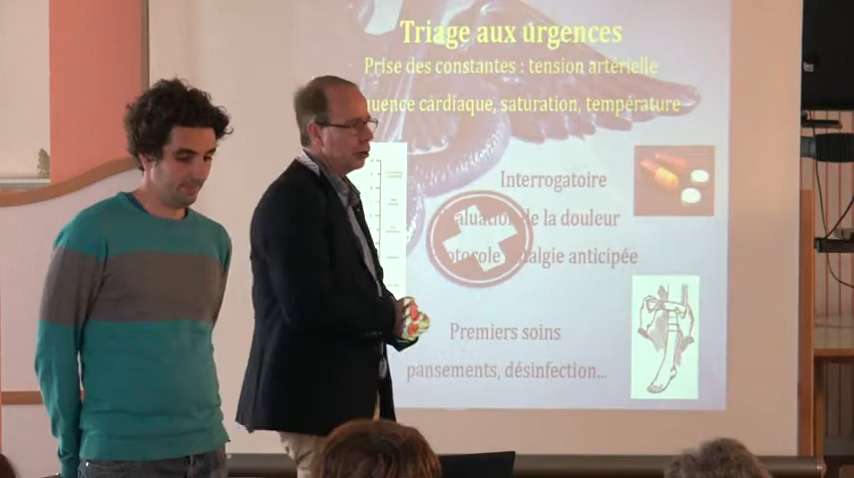 Triage aux urgences
Prise des constantes : tension artérielle
cardiaque, saturation, température
Interrogatoire
de la douleur
anticipée
Premiers soins
pansements, désinfection...